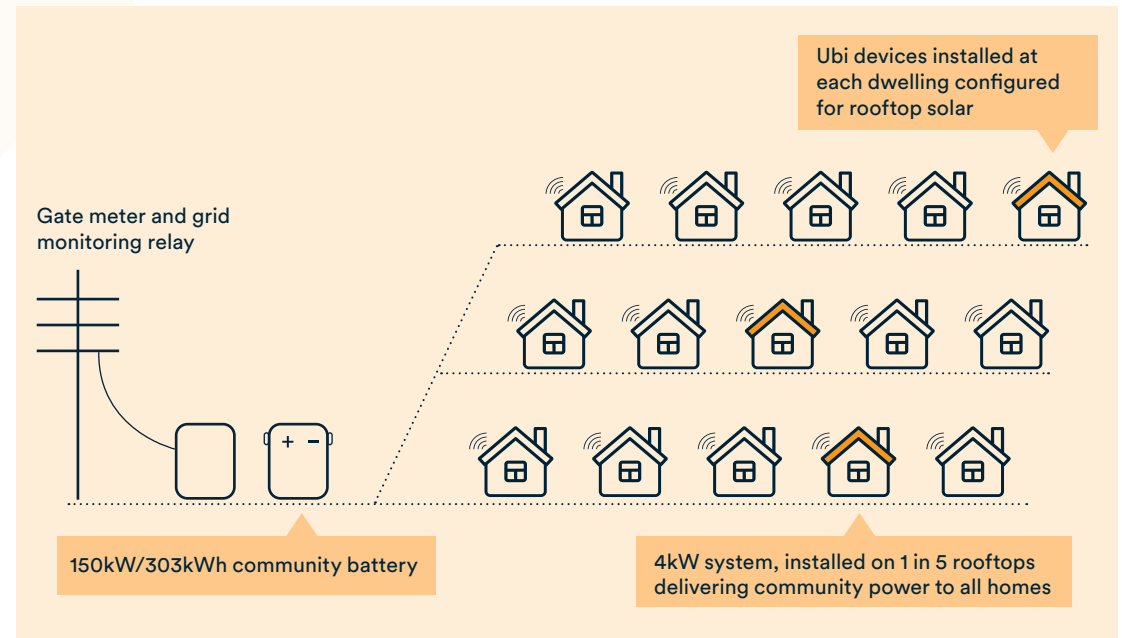 Ubi devices installed at
each dwelling configured
for rooftop solar
Gate meter and grid
monitoring relay
+ −
150kW/303kWh community battery
4kW system, installed on 1 in 5 rooftops
delivering community power to all homes